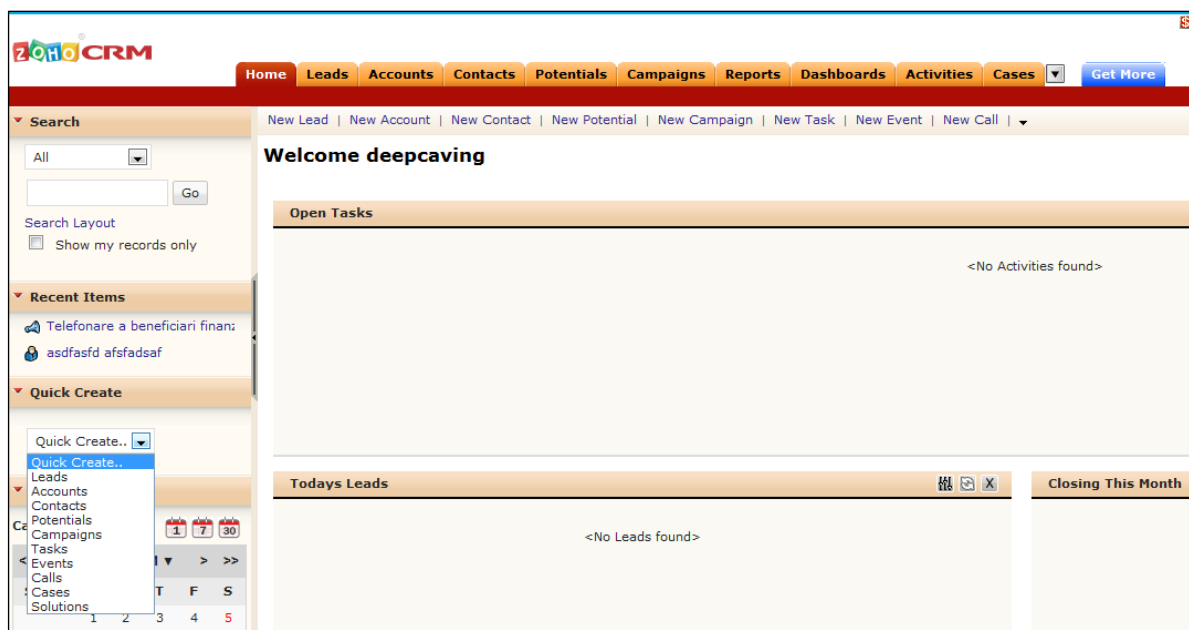 $
ZOHO CRM ®
Home Leads Accounts Contacts Potentials Campaigns Reports Dashboards Activities Cases Get More
Search
New Lead | New Account | New Contact | New Potential | New Campaign | New Task | New Event | New Call |
All
Welcome deepcaving
Go
Search Layout
Show my records only
Open Tasks
<No Activities found>
Recent Items
Telefonare a beneficiari finanz
asdfasfd afsfadsaf
Quick Create
Quick Create..
Quick Create..
Leads
Accounts
Contacts
Potentials
Campaigns
Tasks
Events
Calls
Cases
Solutions
Ca 1 7 30
< > >>
S T F S
1 2 3 4 5
Todays Leads X
<No Leads found>
Closing This Month